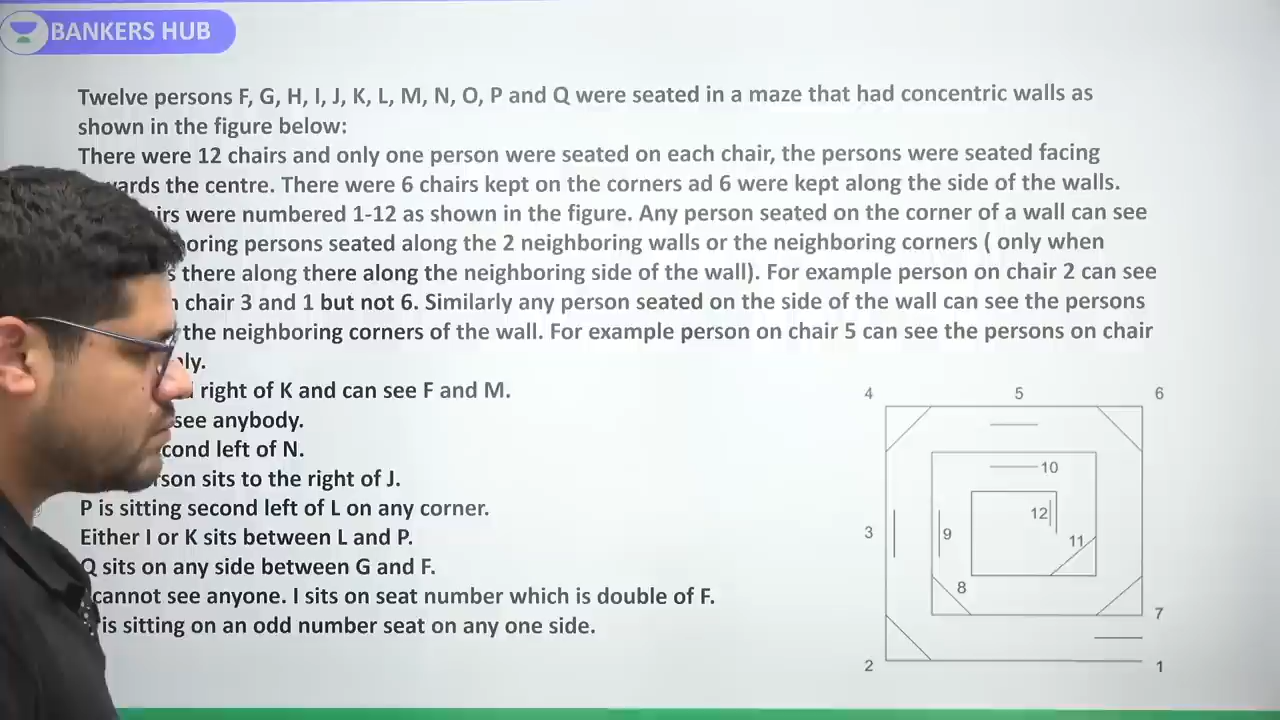 BANKERS HUB
Twelve persons F, G, H, I, J, K, L, M, N, O, P and Q were seated in a maze that had concentric walls as
shown in the figure below:
There were 12 chairs and only one person were seated on each chair, the persons were seated facing
the centre. There were 6 chairs kept on the corners ad 6 were kept along the side of the walls.
were numbered 1-12 as shown in the figure. Any person seated on the corner of a wall can see
persons seated along the 2 neighboring walls or the neighboring corners ( only when
there along there along the neighboring side of the wall). For example person on chair 2 can see
chair 3 and 1 but not 6. Similarly any person seated on the side of the wall can see the persons
the neighboring corners of the wall. For example person on chair 5 can see the persons on chair
right of K and can see F and M.
see anybody.
left of N.
sits to the right of J.
P is sitting second left of L on any corner.
Either I or K sits between L and P.
Q sits on any side between G and F.
cannot see anyone. I sits on seat number which is double of F.
is sitting on an odd number seat on any one side.
4 5 6
10
12
3 9 11
8
7
2 1